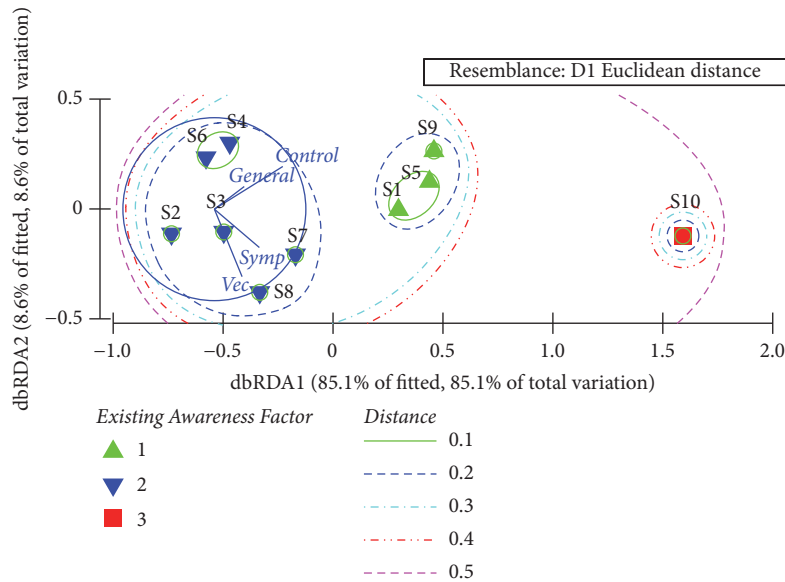 Resemblance: D1 Euclidean distance
dbRDA2 (8.6% of fitted, 8.6% of total variation)
0.5
0
−0.5
S4
S6
Control
General
S3
S2
S7
Symp
Vec
S8
S9
S5
S1
S10
−1.0
−0.5
0
0.5
1.0
1.5
2.0
dbRDA1 (85.1% of fitted, 85.1% of total variation)
Existing Awareness Factor
1
2
3
Distance
0.1
0.2
0.3
0.4
0.5